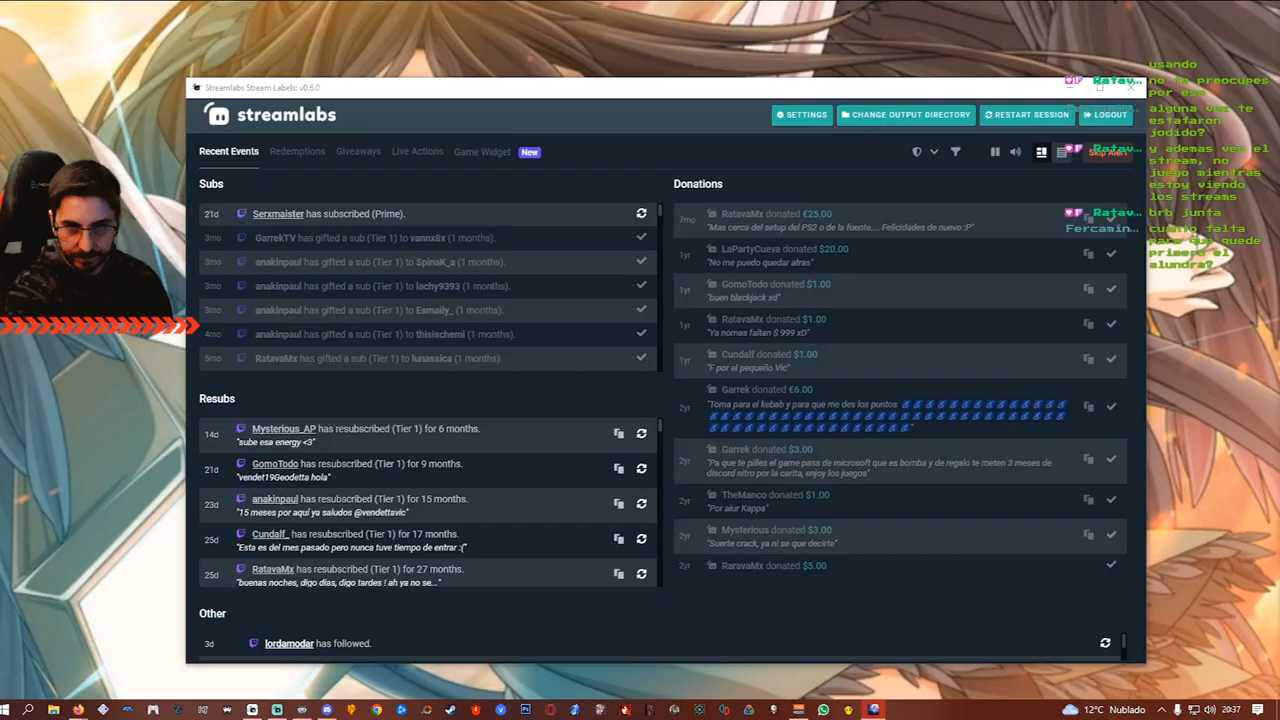 Streamlabs Stream Labels: v0.6.0
streamlabs
SETTINGS
CHANGE OUTPUT DIRECTORY
RESTART SESSION
LOGOUT
Recent Events
Redemptions
Giveaways
Live Actions
Game Widget
New
Skip Alert
Subs
21d Serxmaister has subscribed (Prime).
3mo GarrekTV has gifted a sub (Tier 1) to vannx8x (1 months).
3mo anakinpaul has gifted a sub (Tier 1) to SpinaK_ (1 months).
3mo anakinpaul has gifted a sub (Tier 1) to lachy9393 (1 months).
3mo anakinpaul has gifted a sub (Tier 1) to Esmaily_ (1 months).
4mo anakinpaul has gifted a sub (Tier 1) to thisischemi (1 months).
5mo RatavaMx has gifted a sub (Tier 1) to lunassica (1 months).
Resubs
14d Mysterious_AP has resubscribed (Tier 1) for 6 months.
"sube esa energy <3"
21d GomoTodo has resubscribed (Tier 1) for 9 months.
"vendet19Geodetta hola"
23d anakinpaul has resubscribed (Tier 1) for 15 months.
"15 meses por aquí ya saludos @vendettavic"
25d Cundalf_ has resubscribed (Tier 1) for 17 months.
"Esta es del mes pasado pero nunca tuve tiempo de entrar :("
25d RatavaMx has resubscribed (Tier 1) for 27 months.
"buenas noches, digo dias, digo tardes ! ah ya no se..."
Other
3d lordamodar has followed.
Donations
7mo RatavaMx donated €25.00
"Mas cerca del setup del PS2 o de la fuente.... Felicidades de nuevo ;P"
1yr LaPartyCueva donated $20.00
"No me puedo quedar atras"
1yr GomoTodo donated $1.00
"buen blackjack xd"
1yr RatavaMx donated $1.00
"Ya nomas faltan $ 999 xD"
1yr Cundalf donated $1.00
"F por el pequeño Vic"
2yr Garrek donated €6.00
"Toma para el kebab y para que me des los puntos
2yr Garrek donated $3.00
"Pa que te pilles el game pass de microsoft que es bomba y de regalo te meten 3 meses de
discord nitro por la carita, enjoy los juegos"
2yr TheManco donated $1.00
"Por aiur Kappa"
2yr Mysterious donated $3.00
"Suerte crack, ya ni se que decirte"
2yr RaravaMx donated $5.00
usando
Ratav… no te preocupes
por eso
alguna vez te
estafaron
jodido?
Ratav… y ademas veo el
stream, no
juego mientras
estoy viendo
los streams
Ratav… brb junta
Fercamin… cuanto falta
para que quede
primero el
alundra?
12°C Nublado
20:37